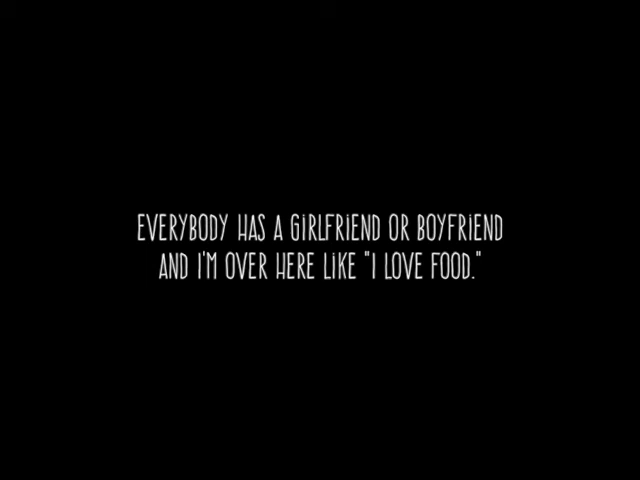 EVERYBODY HAS A GiRLFRiEND OR BOYFRiEND
AND I'M OVER HERE LiKE "I LOVE FOOD."